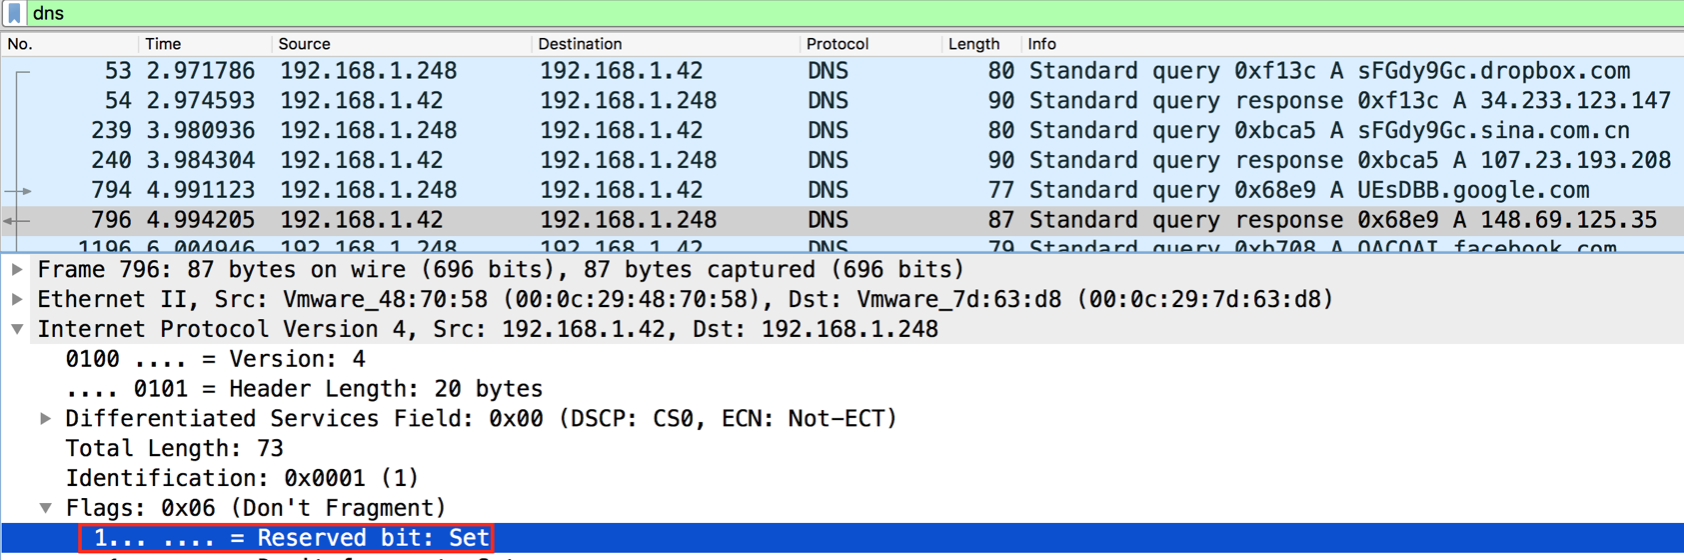 dns
No. Time Source Destination Protocol Length Info
53 2.971786 192.168.1.248 192.168.1.42 DNS 80 Standard query 0xf13c A sFGdy9Gc.dropbox.com
54 2.974593 192.168.1.42 192.168.1.248 DNS 90 Standard query response 0xf13c A 34.233.123.147
239 3.980936 192.168.1.248 192.168.1.42 DNS 80 Standard query 0xbca5 A sFGdy9Gc.sina.com.cn
240 3.984304 192.168.1.42 192.168.1.248 DNS 90 Standard query response 0xbca5 A 107.23.193.208
794 4.991123 192.168.1.248 192.168.1.42 DNS 77 Standard query 0x68e9 A UEsDBB.google.com
796 4.994205 192.168.1.42 192.168.1.248 DNS 87 Standard query response 0x68e9 A 148.69.125.35
1196 6.004946 192.168.1.248 192.168.1.42 DNS 79 Standard query 0xb708 A
Frame 796: 87 bytes on wire (696 bits), 87 bytes captured (696 bits)
Ethernet II, Src: Vmware_48:70:58 (00:0c:29:48:70:58), Dst: Vmware_7d:63:d8 (00:0c:29:7d:63:d8)
Internet Protocol Version 4, Src: 192.168.1.42, Dst: 192.168.1.248
0100 .... = Version: 4
.... 0101 = Header Length: 20 bytes
Differentiated Services Field: 0x00 (DSCP: CS0, ECN: Not-ECT)
Total Length: 73
Identification: 0x0001 (1)
Flags: 0x06 (Don't Fragment)
1... .... = Reserved bit: Set